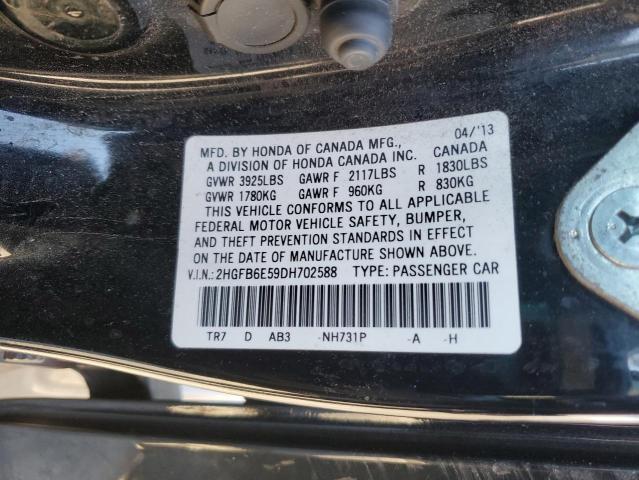 04/'13
MFD. BY HONDA OF CANADA MFG., CANADA
A DIVISION OF HONDA CANADA INC.
GVWR 3925LBS GAWR F 2117LBS R 1830LBS
GVWR 1780KG GAWR F 960KG R 830KG
THIS VEHICLE CONFORMS TO ALL APPLICABLE
FEDERAL MOTOR VEHICLE SAFETY, BUMPER,
AND THEFT PREVENTION STANDARDS IN EFFECT
ON THE DATE OF MANUFACTURE SHOWN ABOVE.
V.I.N.: 2HGFB6E59DH702588 TYPE: PASSENGER CAR
TR7 D AB3 -NH731P -A -H